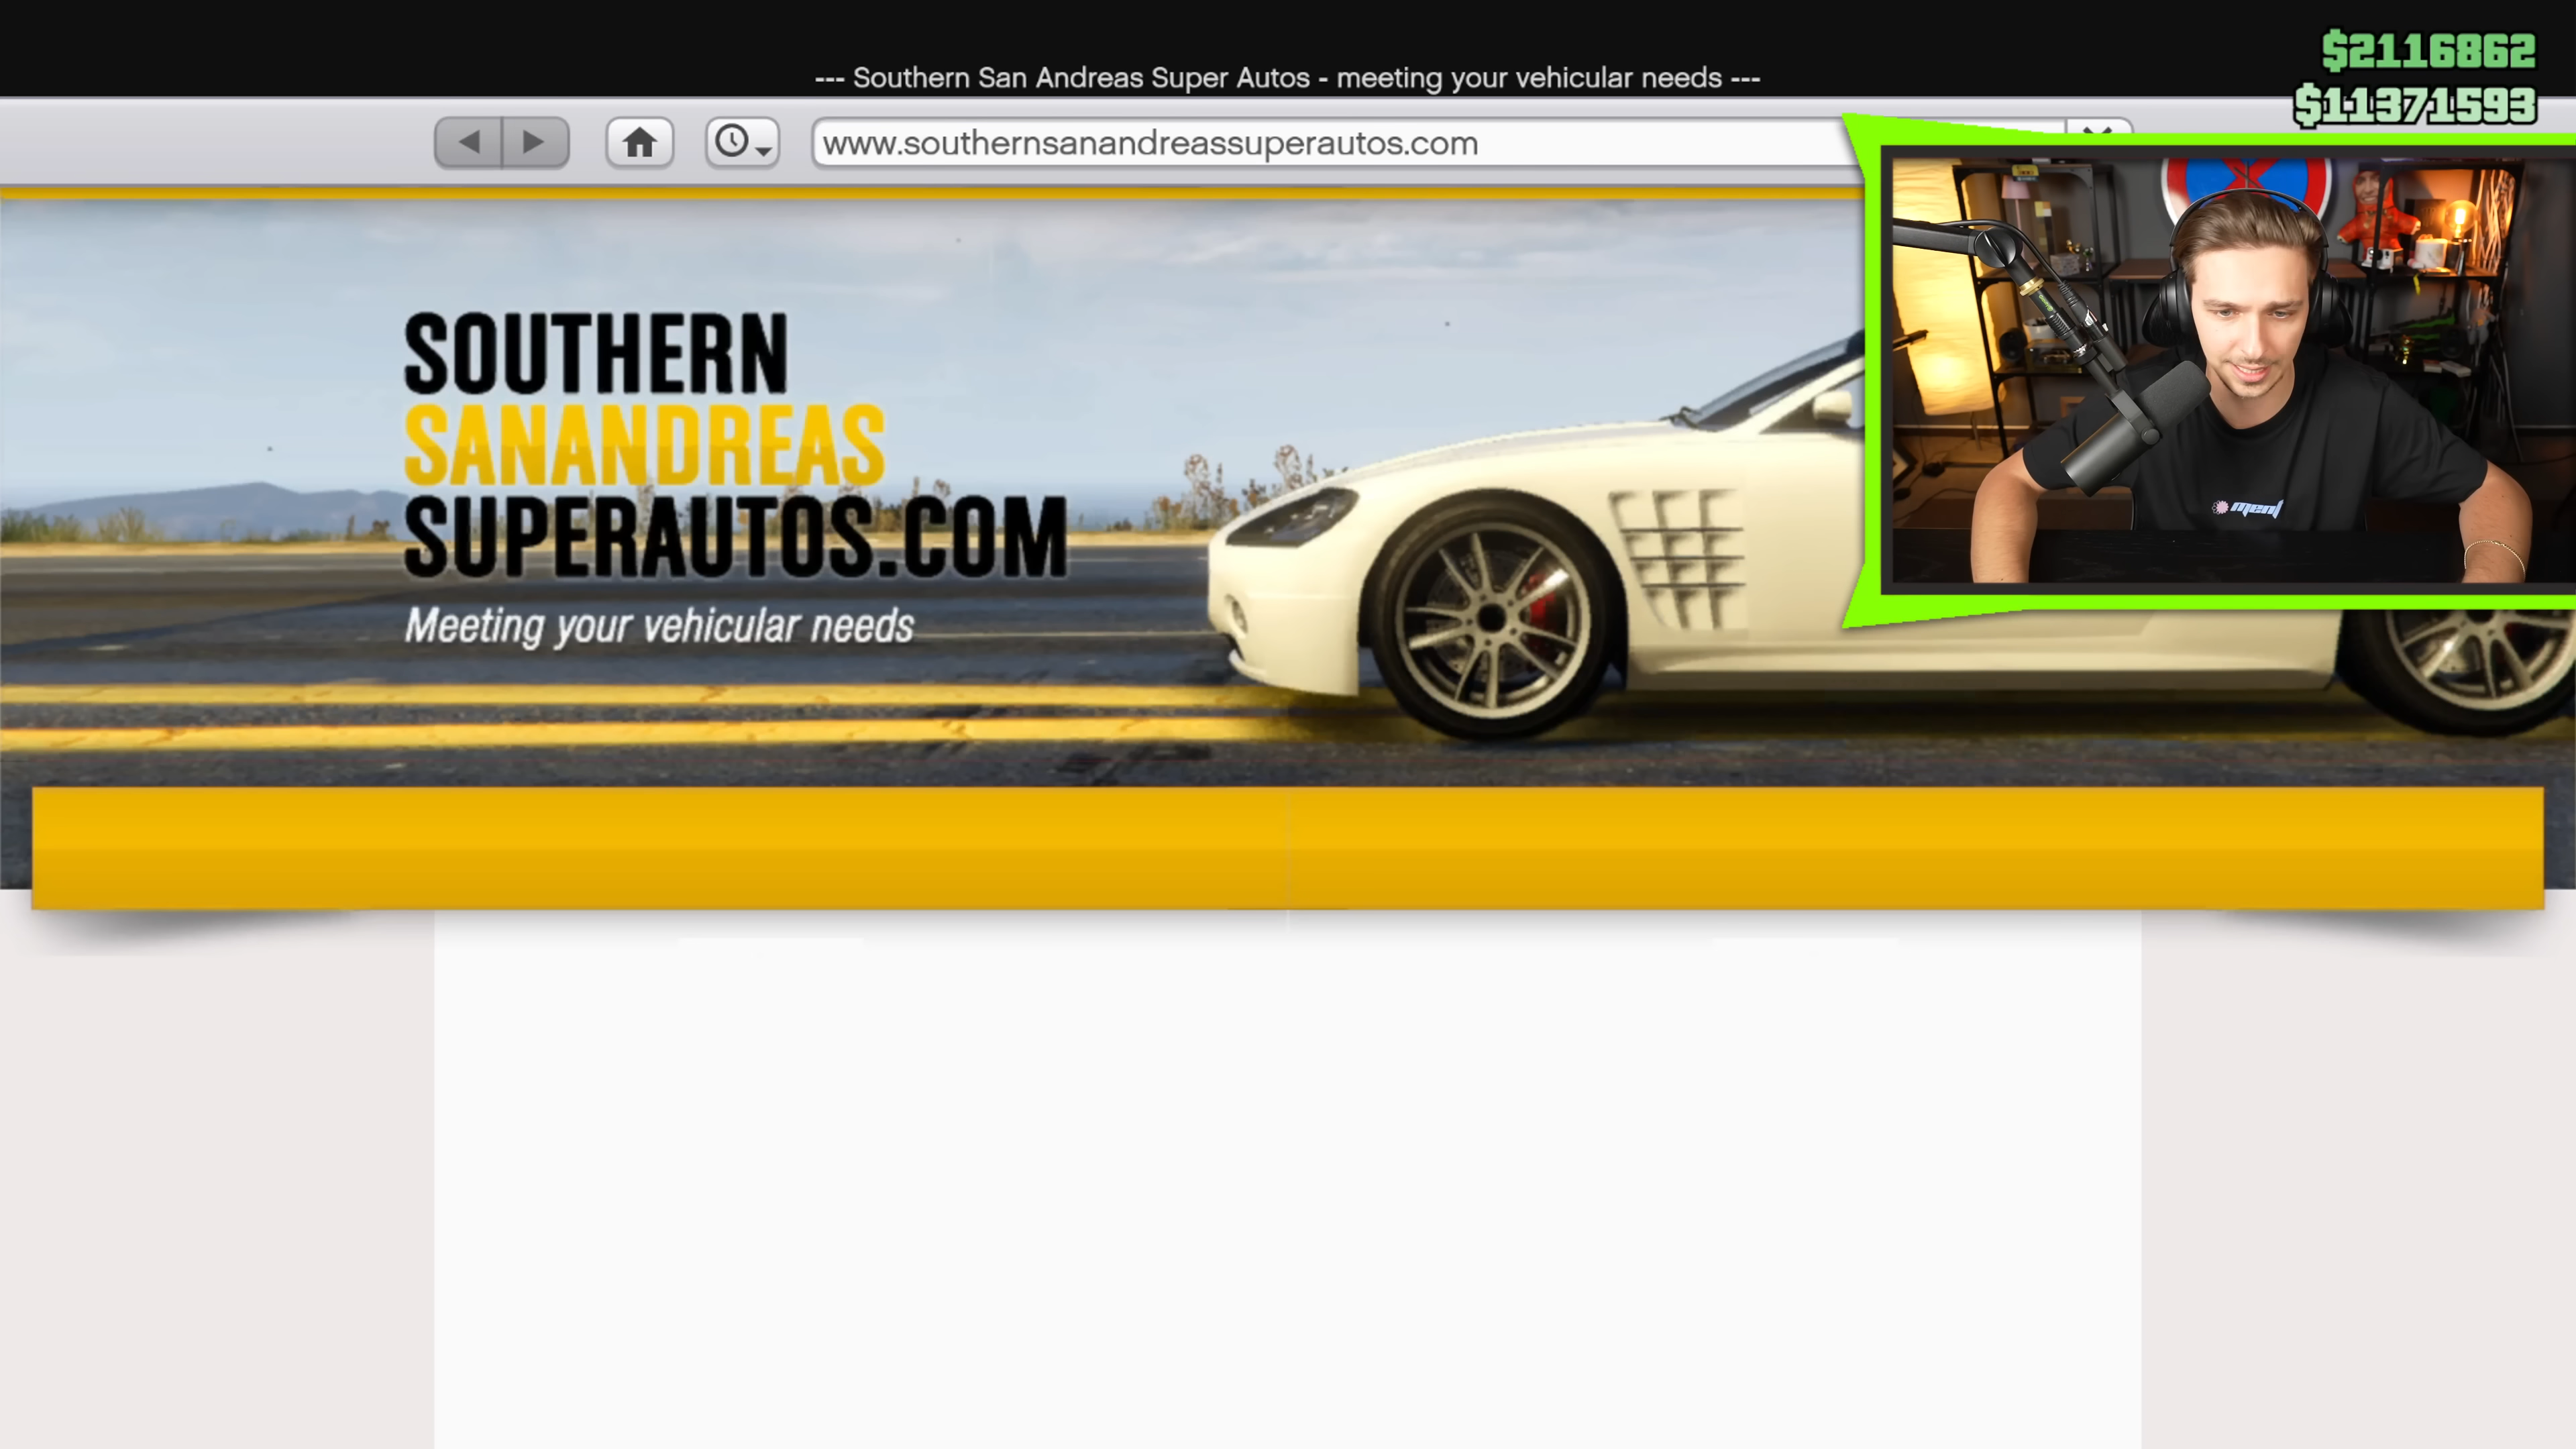 $2116862
--- Southern San Andreas Super Autos - meeting your vehicular needs ---
$11371593
www.southernsanandreassuperautos.com
SOUTHERN
SANANDREAS
SUPERAUTOS.COM
Meeting your vehicular needs